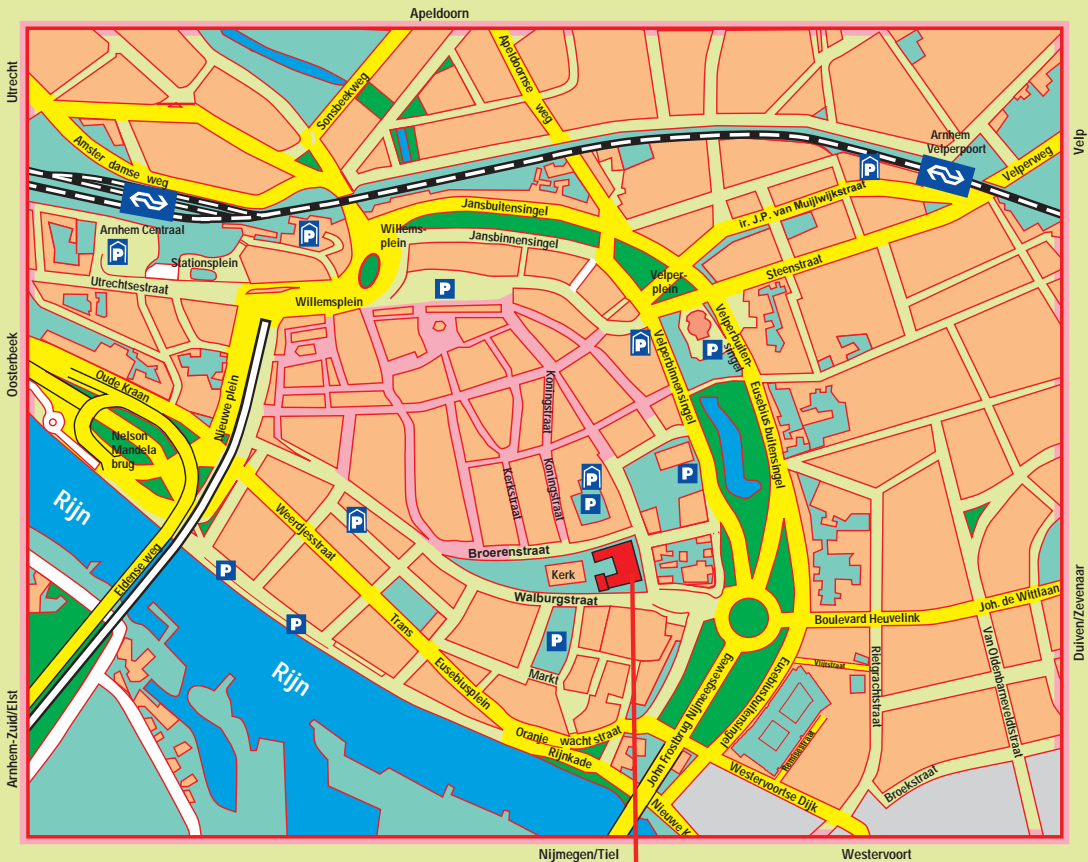 Apeldoorn
Utrecht
Velp
Oosterbeek
Duiven/Zevenaar
Arnhem-Zuid/Elst
Sonsbeekweg
Apeldoornse weg
Amster damse weg
Arnhem
Velperpoort
Velperweg
P
ir. J.P. van Muijlwijkstraat
Jansbuitensingel
Arnhem Centraal
P
P
Willems-
plein
Jansbinnensingel
Stationsplein
Steenstraat
Velper-
plein
Utrechtsestraat
P
Willemsplein
P
P
Velperbuiten-
singel
Velperbinnensingel
Oude Kraan
Nieuwe plein
Koningstraat
Eusebius buitensingel
Nelson
Mandela
brug
P
P
P
Kerkstraat
Koningstraat
Rijn
P
Weerdjesstraat
Broerenstraat
Eldense weg
P
Kerk
Walburgstraat
Joh. de Wittlaan
Boulevard Heuvelink
P
Trans
P
Vlijtstraat
Rietgrachtstraat
Van Oldenbarneveldtstraat
Rijn
Markt
Eusebiusplein
Eusebiusbuitensingel
John Frostbrug Nijmeegseweg
Oranje wacht straat
Rijnkade
Remisestraat
Westervoortse Dijk
Broekstraat
Nieuwe K
Nijmegen/Tiel
Westervoort